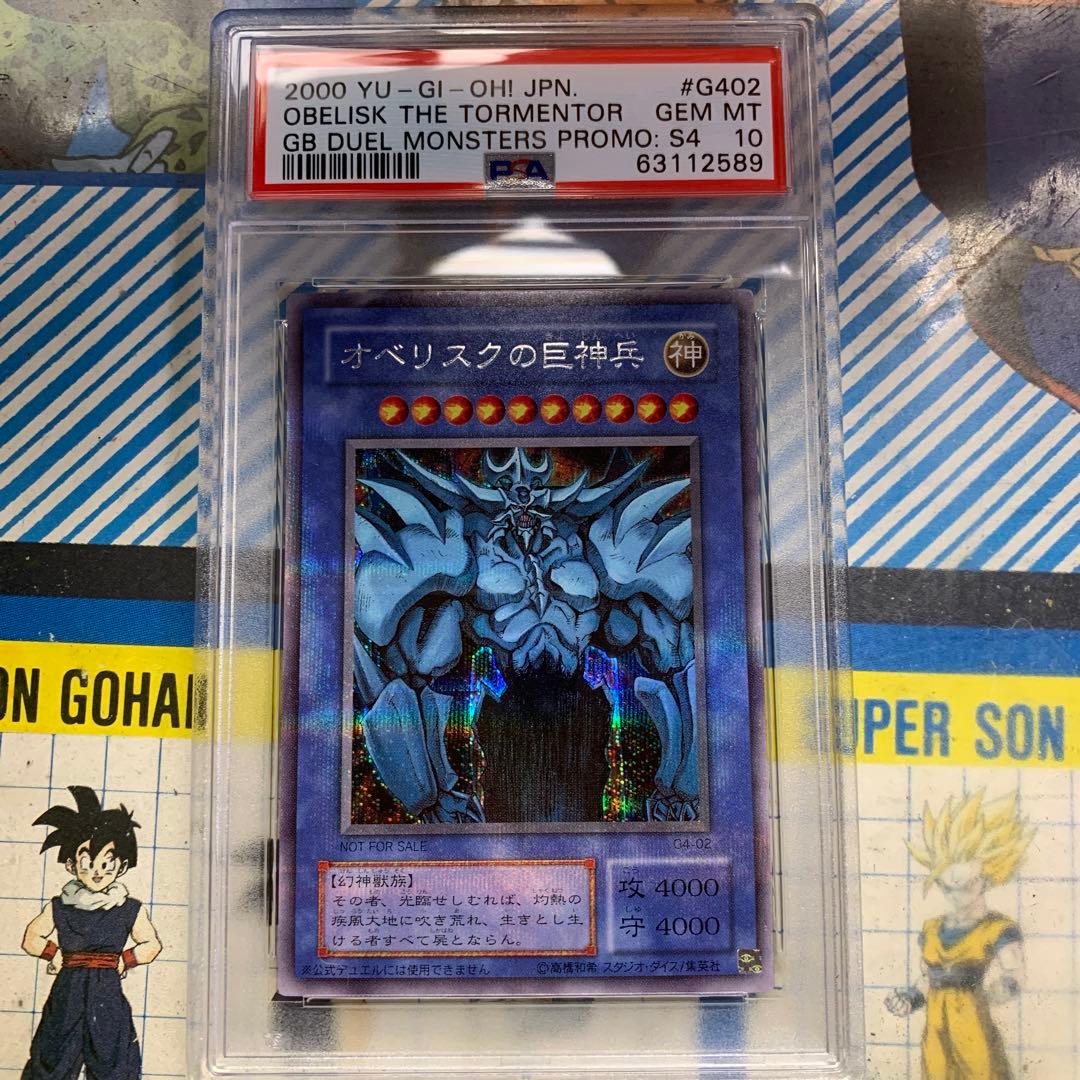 2000 YU-GI-OH! JPN. #G402
OBELISK THE TORMENTOR GEM MT
GB DUEL MONSTERS PROMO: S4 10
PSA 63112589
オベリスクの巨神兵 神
NOT FOR SALE G4-02
【幻神獣族】
その者、光臨せしむれば、灼熱の
疾風大地に吹き荒れ、生きとし生
ける者すべて屍とならん。
攻 4000
守 4000
※公式デュエルには使用できません ©高橋和希 スタジオ・ダイス/集英社
ON GOHA
UPER SON